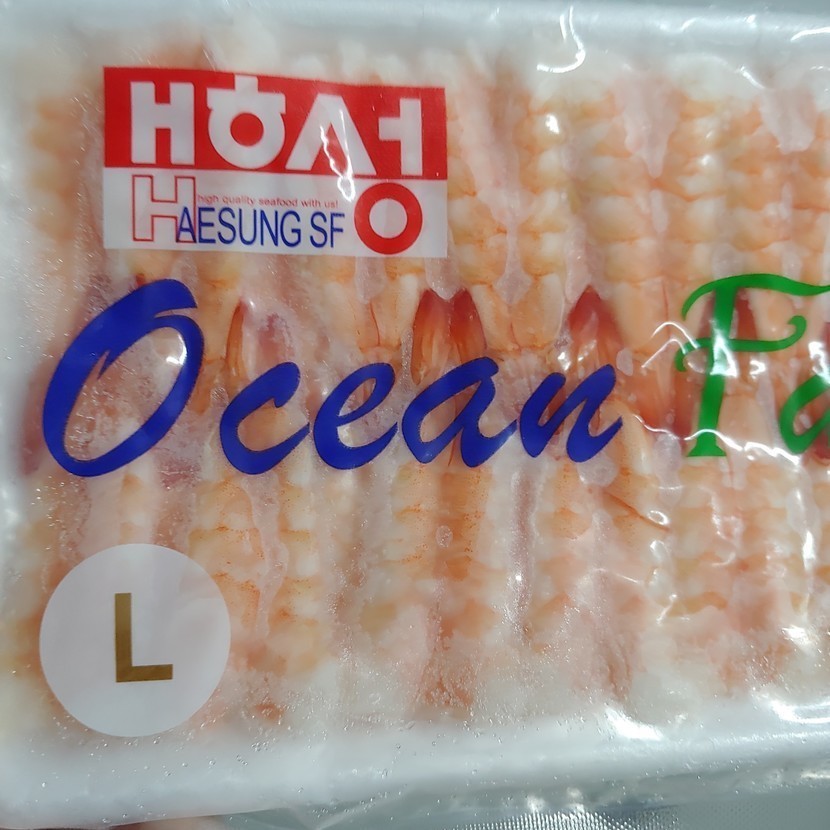 해성
high quality seafood with us!
HAESUNG SF
Ocean
L